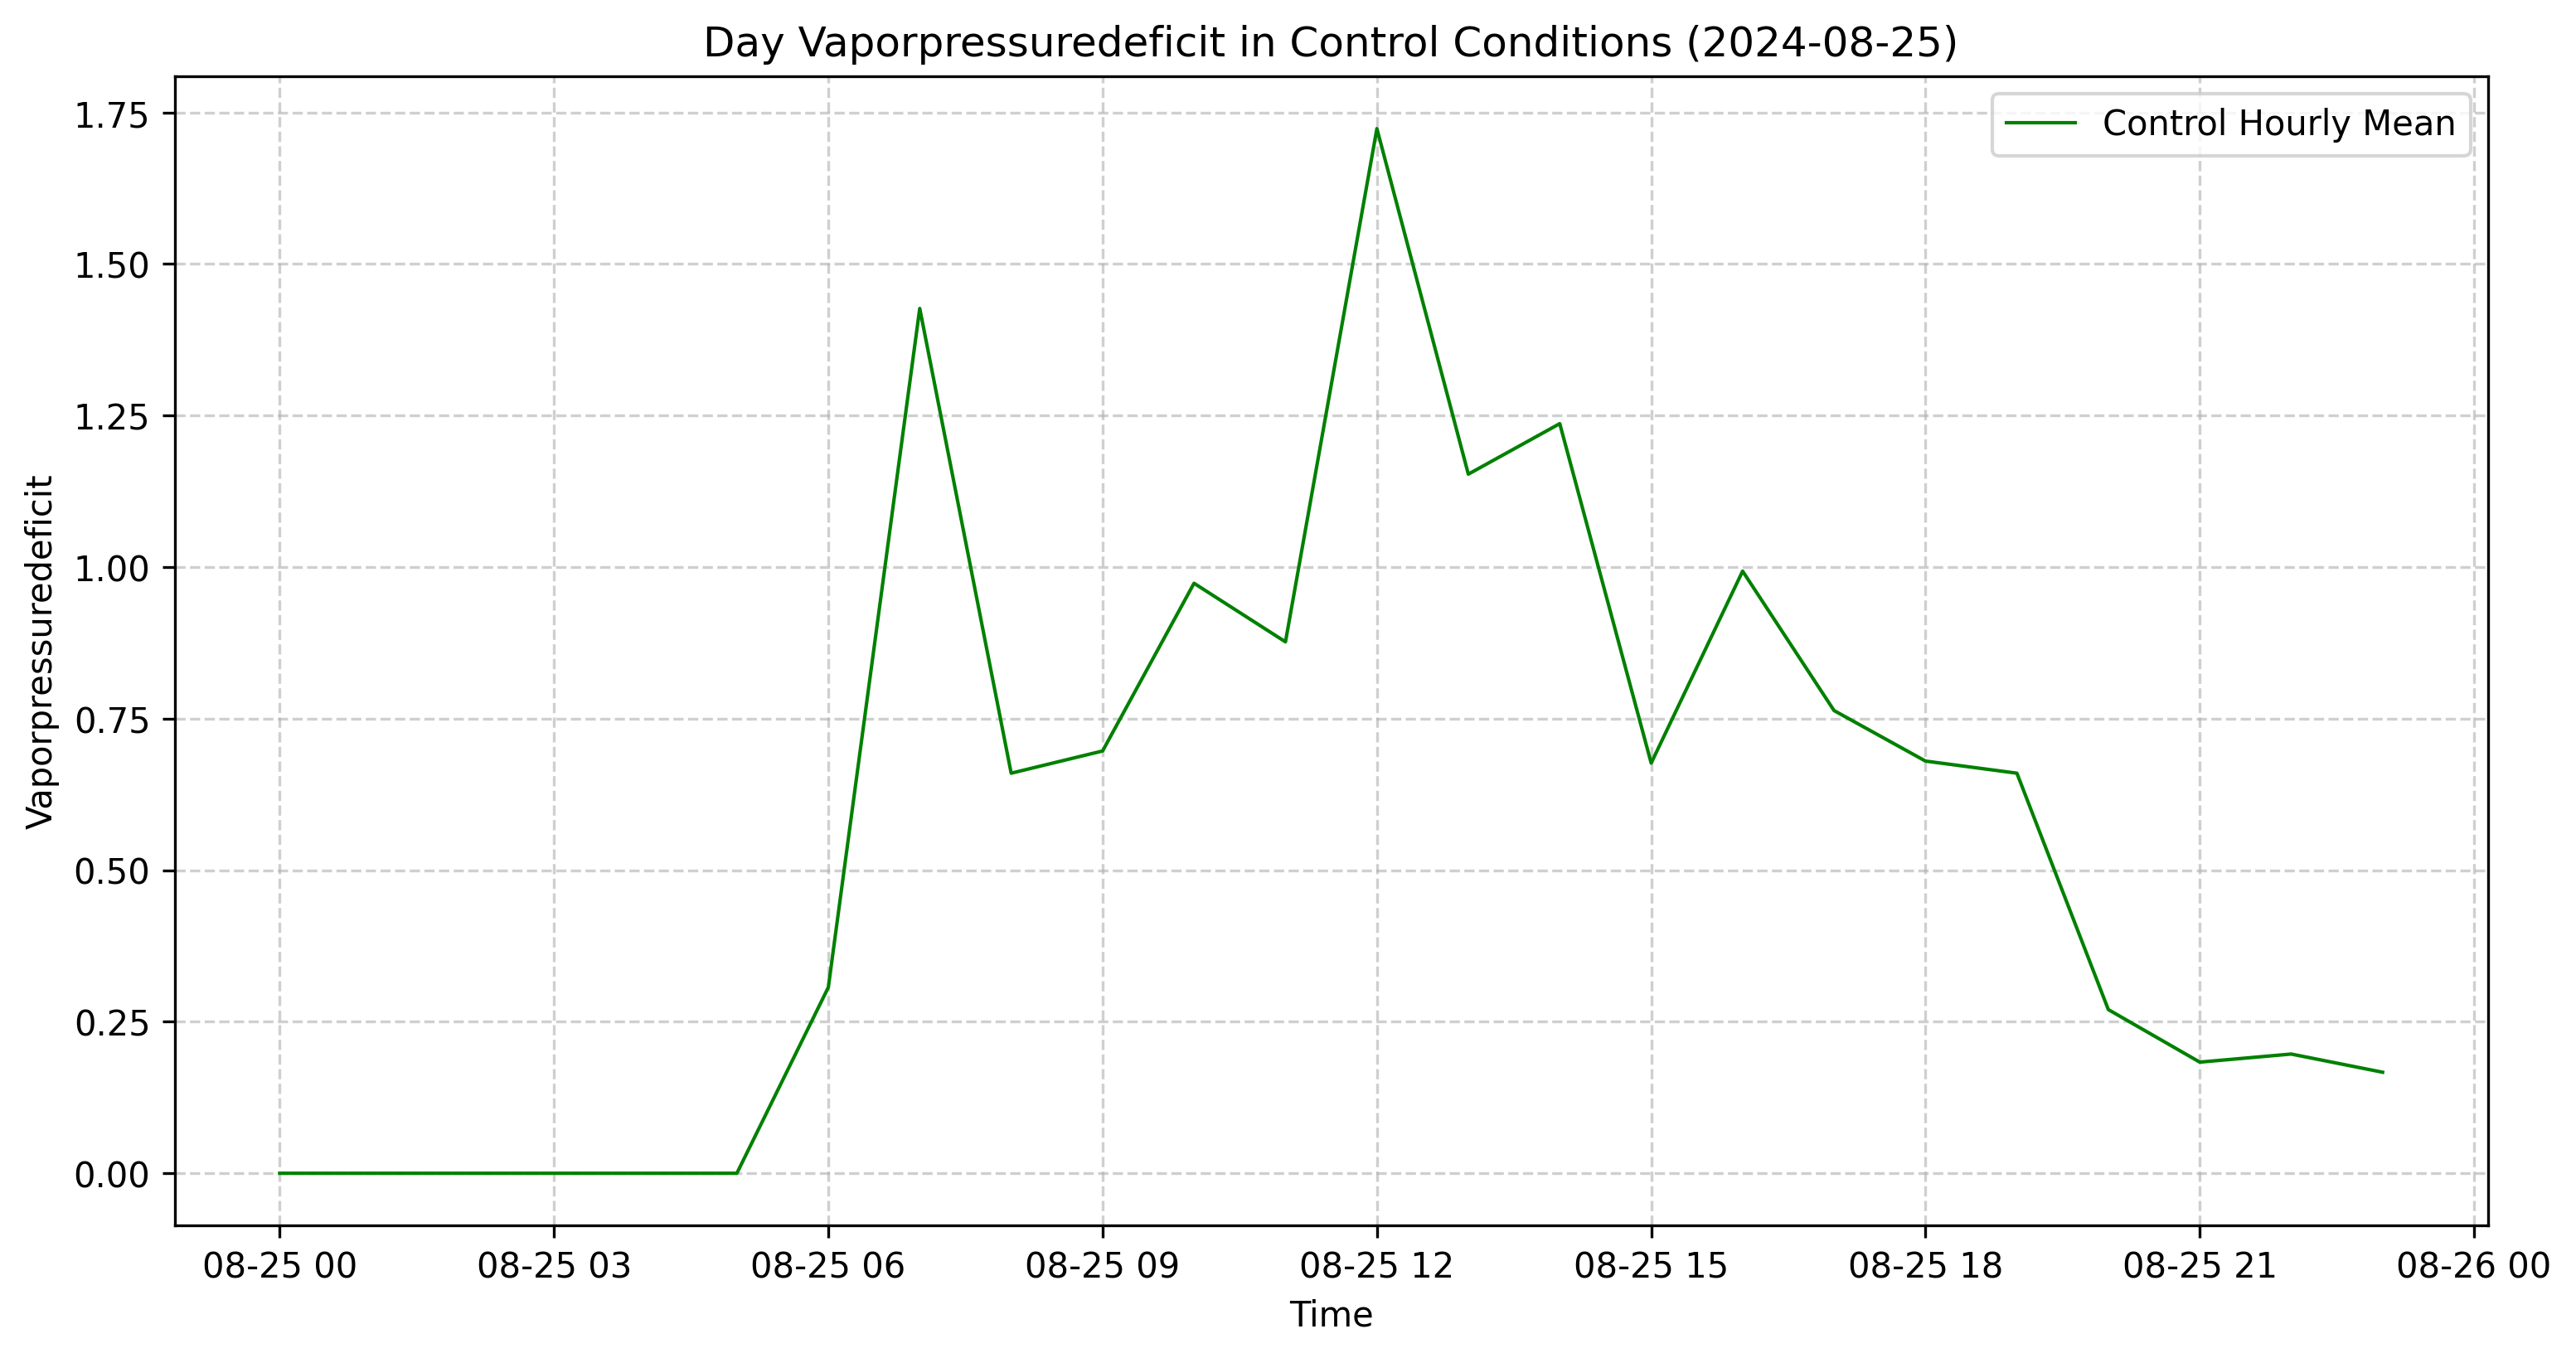 Day Vaporpressuredeficit in Control Conditions (2024-08-25)
Control Hourly Mean
1.75
1.50
1.25
1.00
0.75
0.50
0.25
0.00
Vaporpressuredeficit
08-25 00 08-25 03 08-25 06 08-25 09 08-25 12 08-25 15 08-25 18 08-25 21 08-26 00
Time